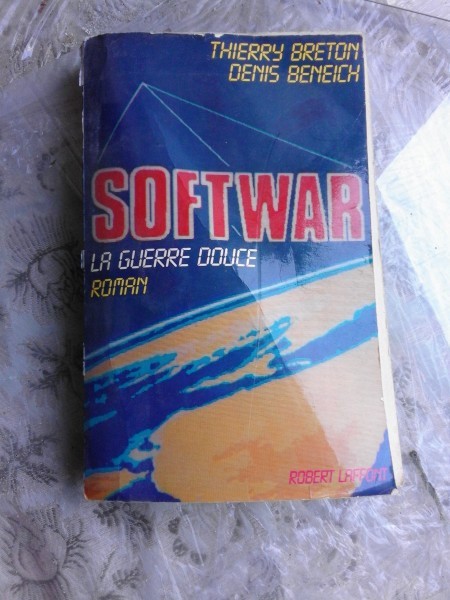 THIERRY BRETON
DENIS BENEICH
SOFTWAR
LA GUERRE DOUCE
ROMAN
ROBERT LAFFONT